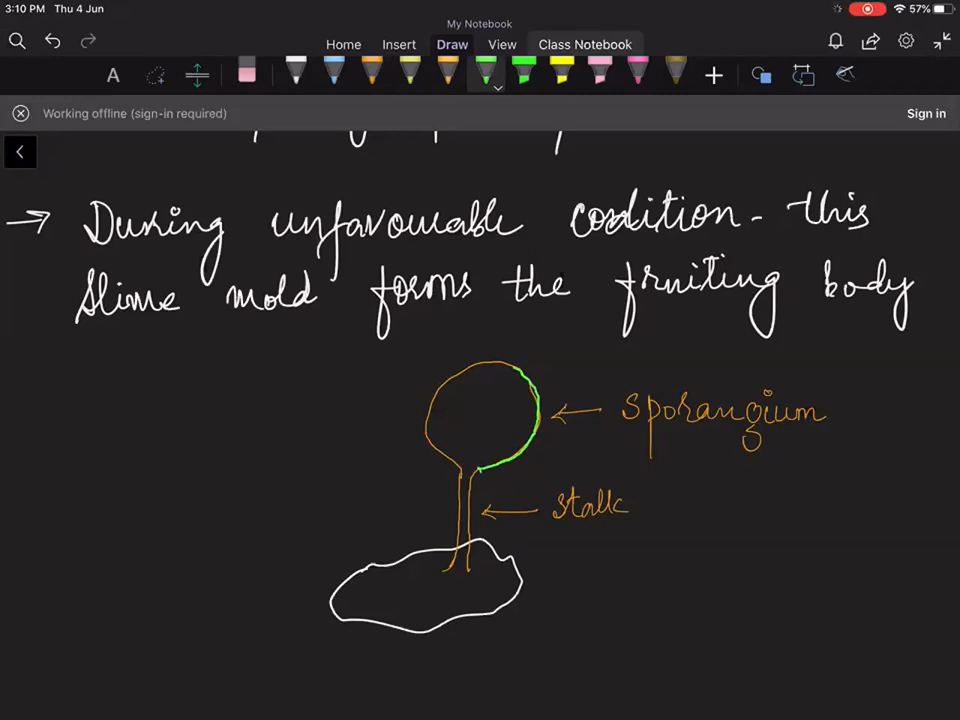 3:10 PM Thu 4 Jun
57%
My Notebook
Home Insert Draw View Class Notebook
A
Working offline (sign-in required)
Sign in
→ During unfavourable condition - this
slime mold forms the fruiting body
← sporangium
← stalk